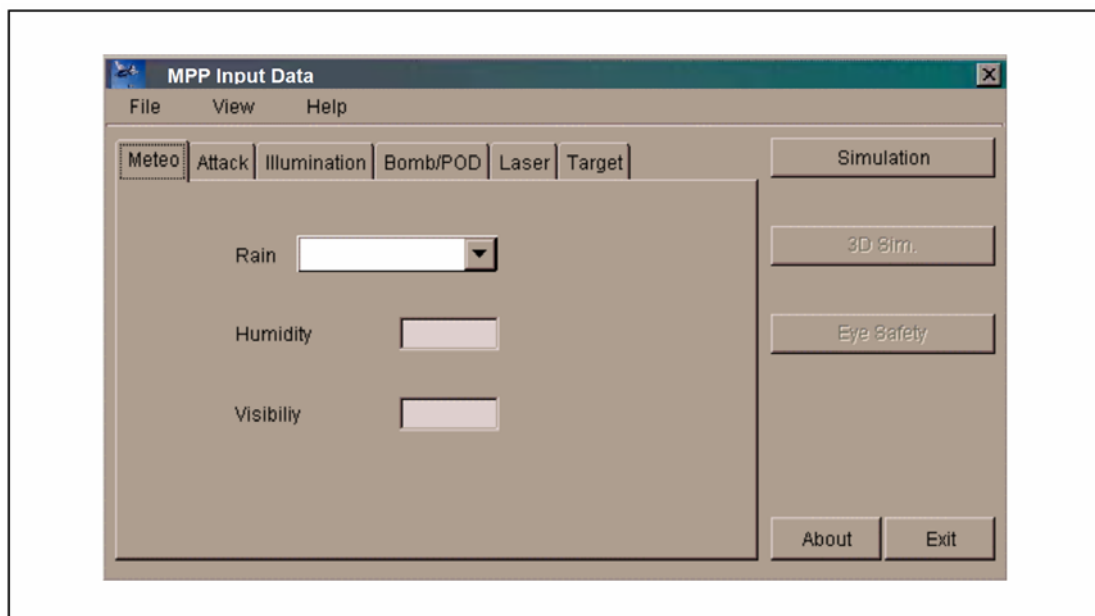 MPP Input Data
File View Help
Meteo Attack Illumination Bomb/POD Laser Target
Simulation
Rain
3D Sim.
Humidity
Eye Safety
Visibiliy
About Exit